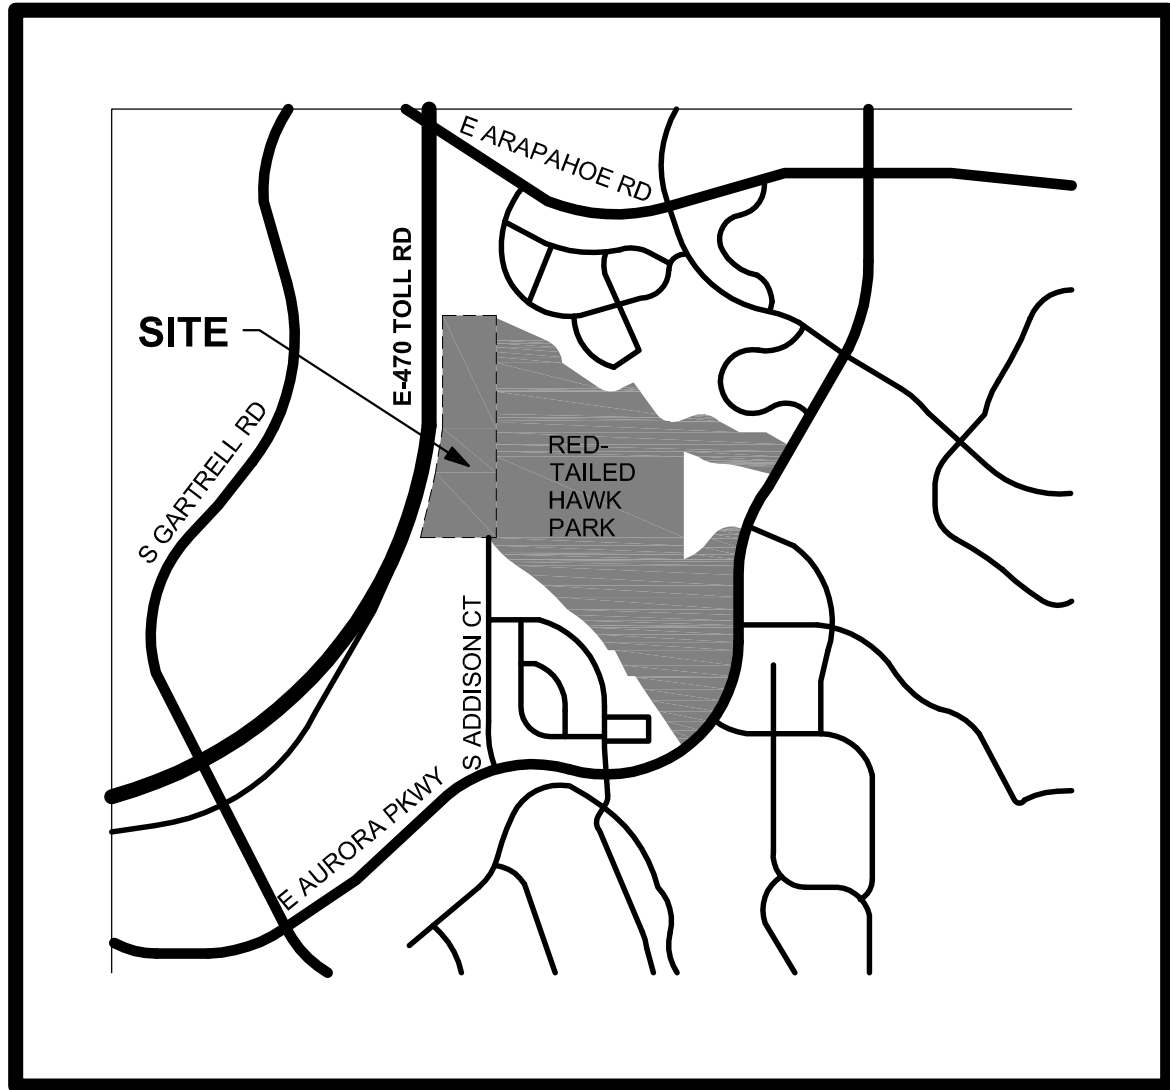 E ARAPAHOE RD
E-470 TOLL RD
SITE
S GARTRELL RD
RED-
TAILED
HAWK
PARK
S ADDISON CT
E AURORA PKWY